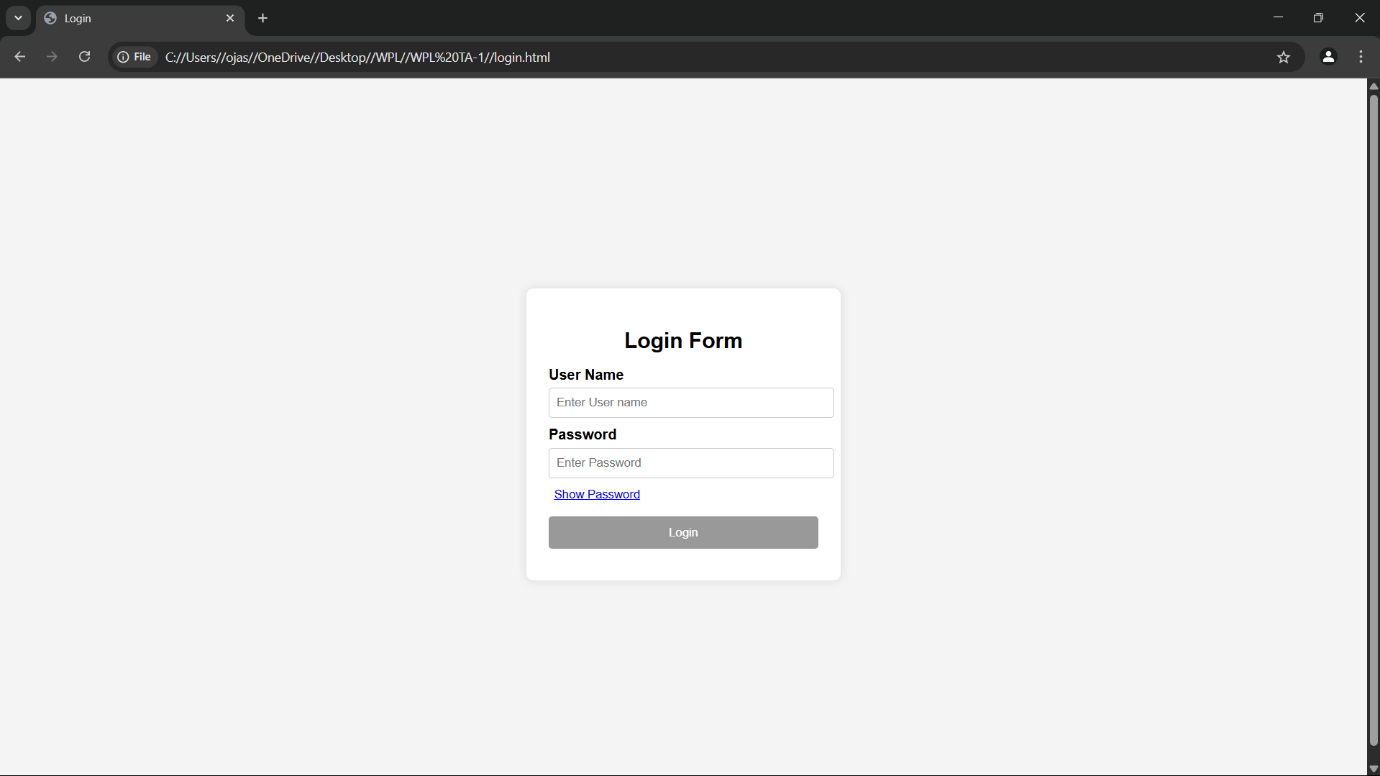 Login
File C://Users//ojas//OneDrive//Desktop//WPL//WPL%20TA-1//login.html
Login Form
User Name
Enter User name
Password
Enter Password
Show Password
Login